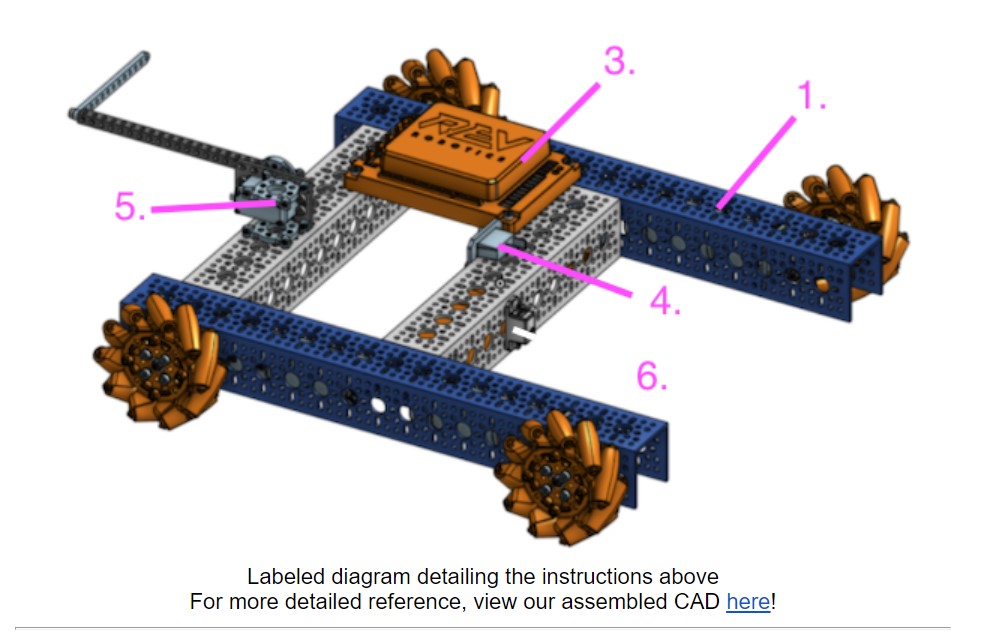 3.
1.
REV
ROBOTICS
5.
4.
6.
Labeled diagram detailing the instructions above
For more detailed reference, view our assembled CAD here!